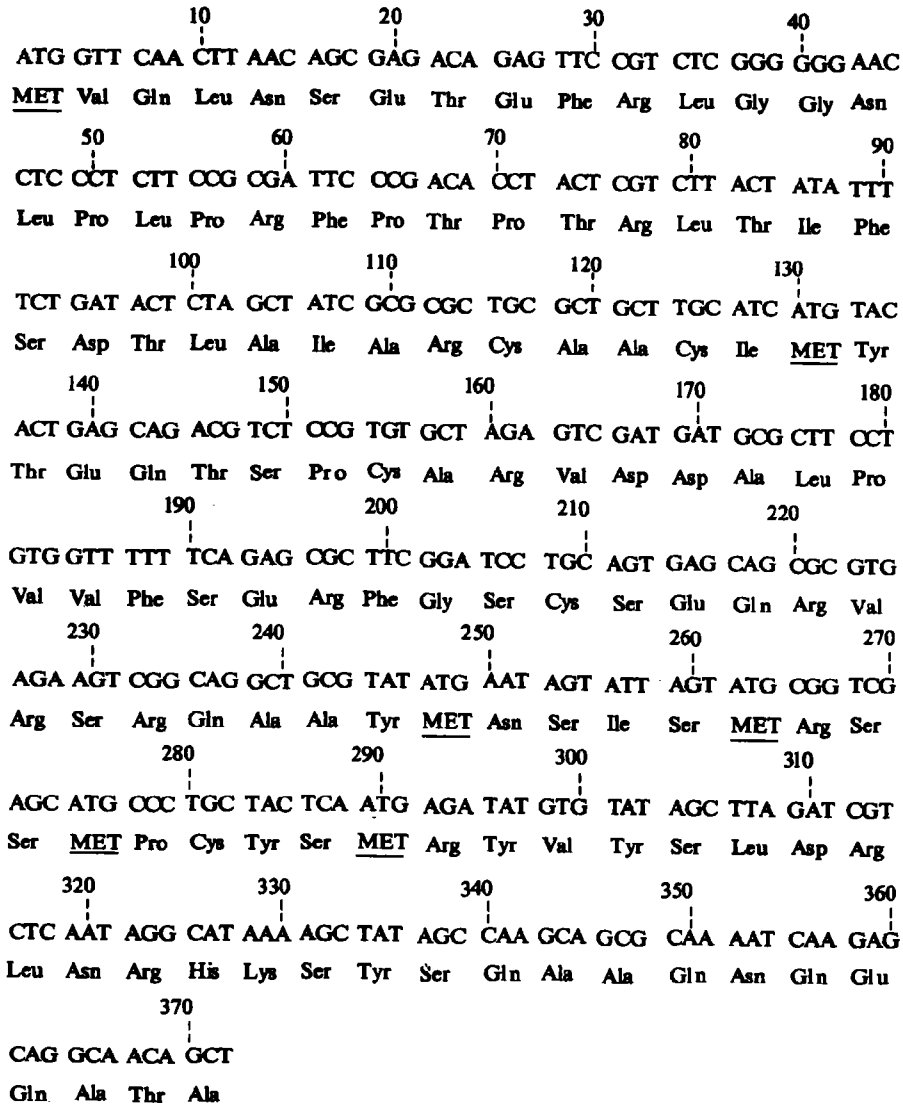 10 20 30 40
ATG GTT CAA CTT AAC AGC GAG ACA GAG TTC CGT CTC GGG GGG AAC
MET Val Gln Leu Asn Ser Glu Thr Glu Phe Arg Leu Gly Gly Asn
50 60 70 80 90
CTC CCT CTT CCG CGA TTC CCG ACA CCT ACT CGT CTT ACT ATA TTT
Leu Pro Leu Pro Arg Phe Pro Thr Pro Thr Arg Leu Thr Ile Phe
100 110 120 130
TCT GAT ACT CTA GCT ATC GCG CGC TGC GCT GCT TGC ATC ATG TAC
Ser Asp Thr Leu Ala Ile Ala Arg Cys Ala Ala Cys Ile MET Tyr
140 150 160 170 180
ACT GAG CAG ACG TCT CCG TGT GCT AGA GTC GAT GAT GCG CTT CCT
Thr Glu Gln Thr Ser Pro Cys Ala Arg Val Asp Asp Ala Leu Pro
190 200 210 220
GTG GTT TTT TCA GAG CGC TTC GGA TCC TGC AGT GAG CAG CGC GTG
Val Val Phe Ser Glu Arg Phe Gly Ser Cys Ser Glu Gln Arg Val
230 240 250 260 270
AGA AGT CGG CAG GCT GCG TAT ATG AAT AGT ATT AGT ATG CGG TCG
Arg Ser Arg Gln Ala Ala Tyr MET Asn Ser Ile Ser MET Arg Ser
280 290 300 310
AGC ATG CCC TGC TAC TCA ATG AGA TAT GTG TAT AGC TTA GAT CGT
Ser MET Pro Cys Tyr Ser MET Arg Tyr Val Tyr Ser Leu Asp Arg
320 330 340 350 360
CTC AAT AGG CAT AAA AGC TAT AGC CAA GCA GCG CAA AAT CAA GAG
Leu Asn Arg His Lys Ser Tyr Ser Gln Ala Ala Gln Asn Gln Glu
370
CAG GCA ACA GCT
Gln Ala Thr Ala